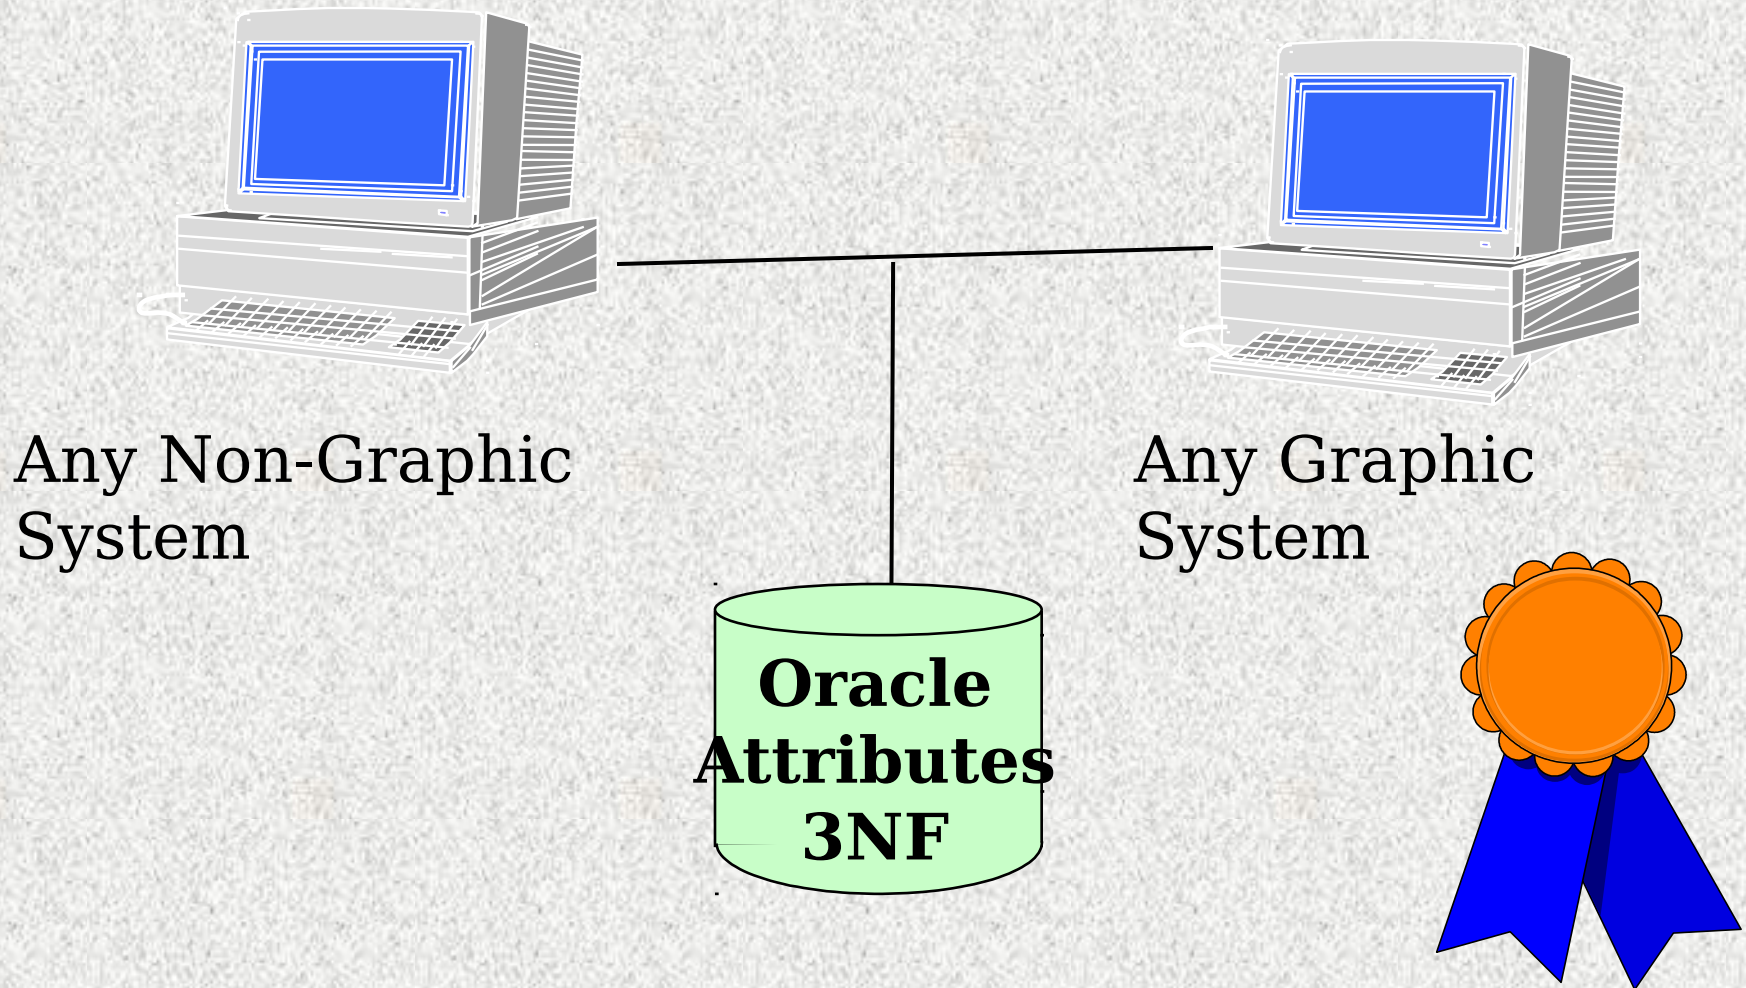 Any Non-Graphic
System
Any Graphic
System
Oracle
Attributes
3NF